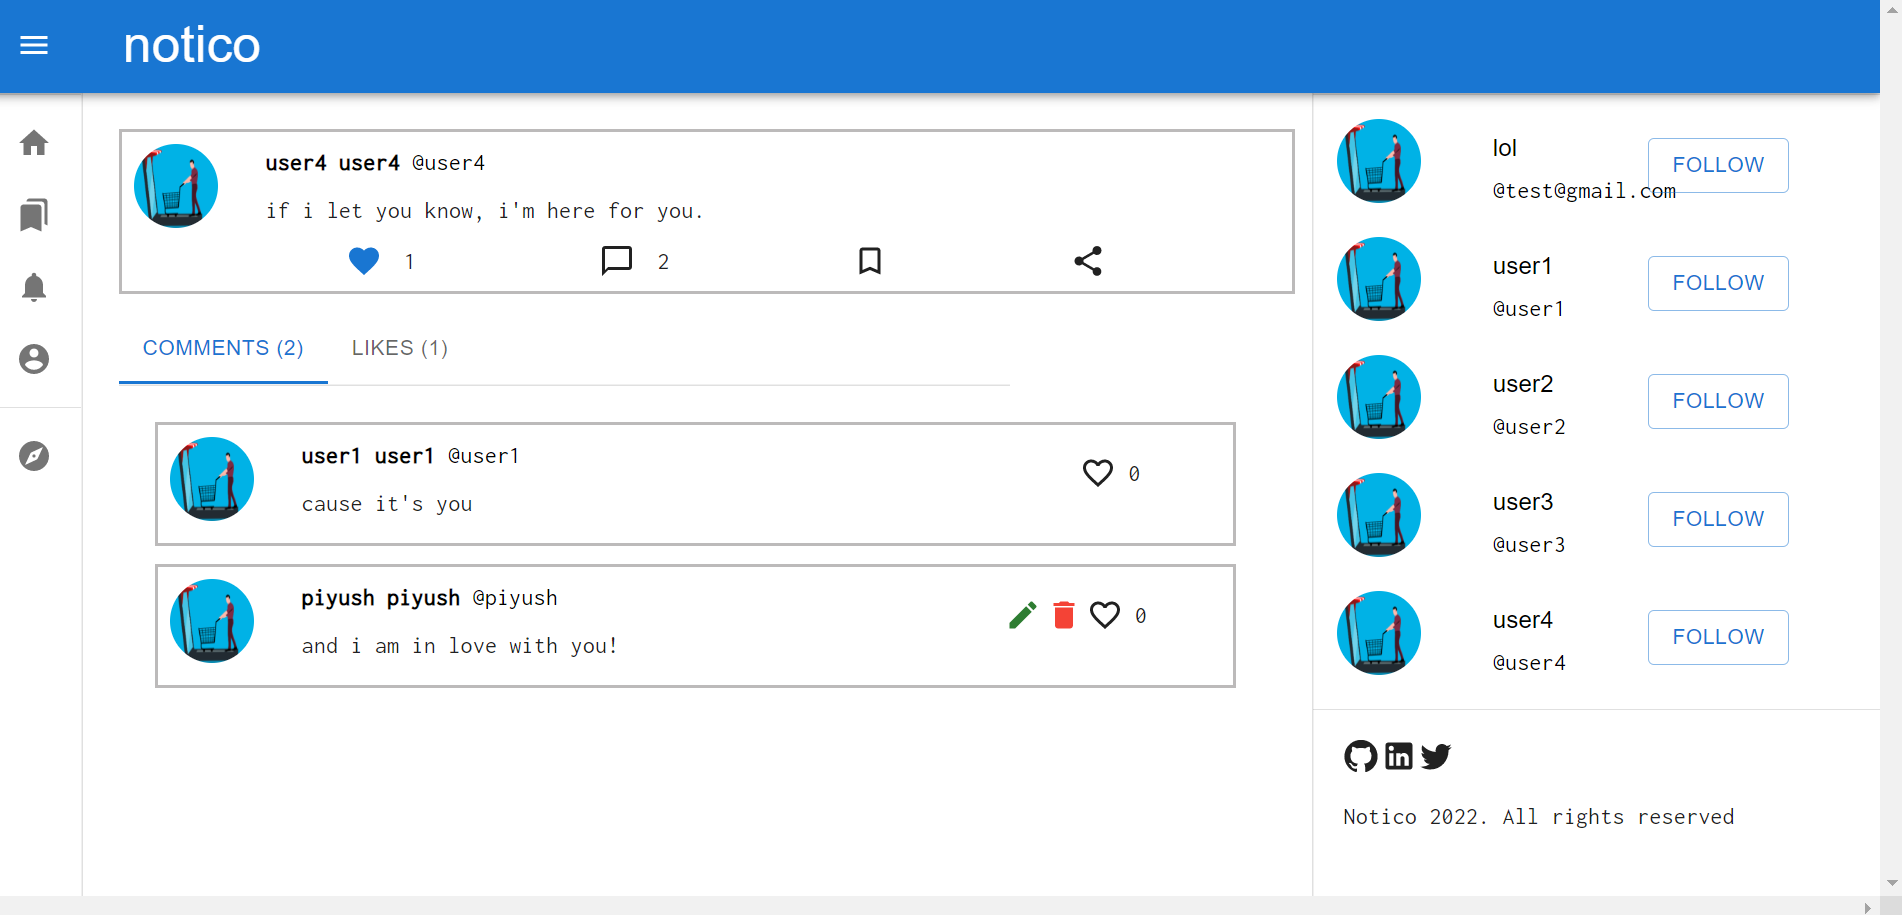 notico
user4 user4 @user4
if i let you know, i'm here for you.
1
2
COMMENTS (2)
LIKES (1)
user1 user1 @user1
cause it's you
0
piyush piyush @piyush
and i am in love with you!
0
lol
@test@gmail.com
FOLLOW
user1
@user1
FOLLOW
user2
@user2
FOLLOW
user3
@user3
FOLLOW
user4
@user4
FOLLOW
Notico 2022. All rights reserved